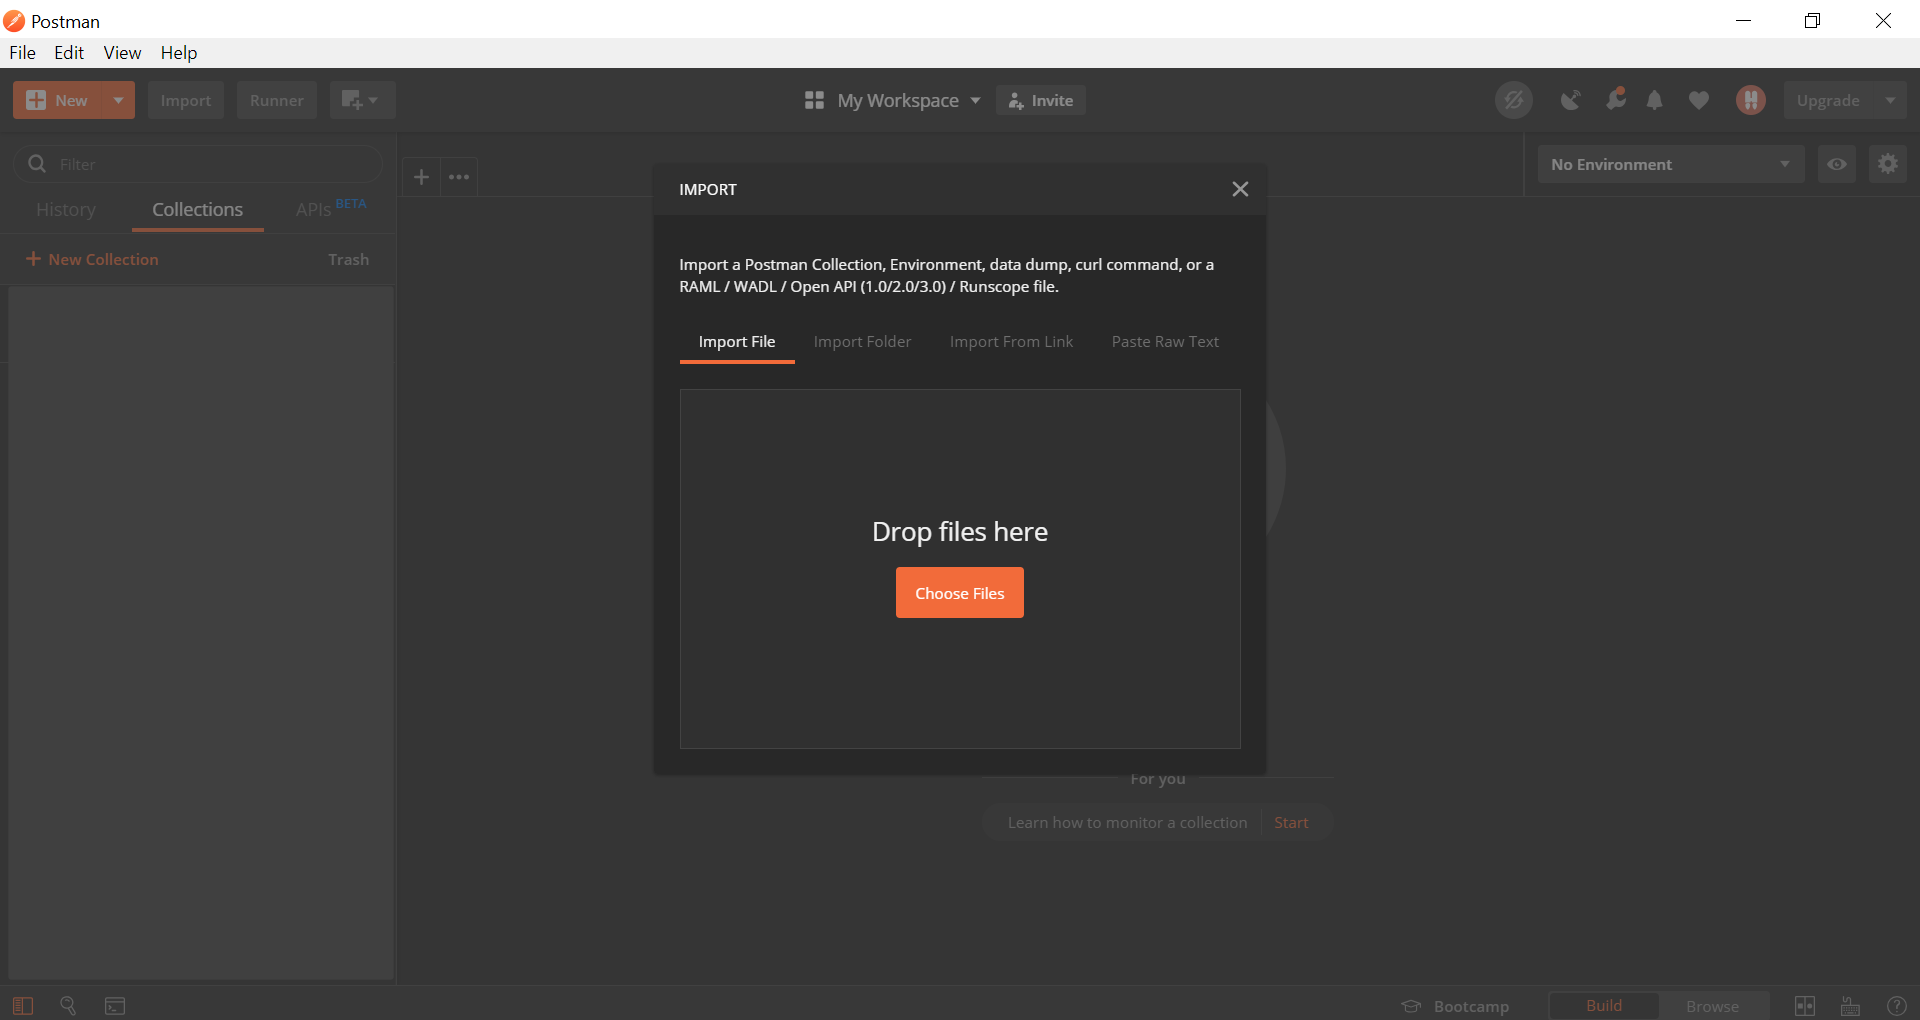 Postman
File Edit View Help
New Import Runner My Workspace Invite Upgrade
Filter
No Environment
History Collections APIs BETA
New Collection Trash
IMPORT
Import a Postman Collection, Environment, data dump, curl command, or a
RAML / WADL / Open API (1.0/2.0/3.0) / Runscope file.
Import File Import Folder Import From Link Paste Raw Text
Drop files here
Choose Files
For you
Learn how to monitor a collection Start
Bootcamp Build Browse